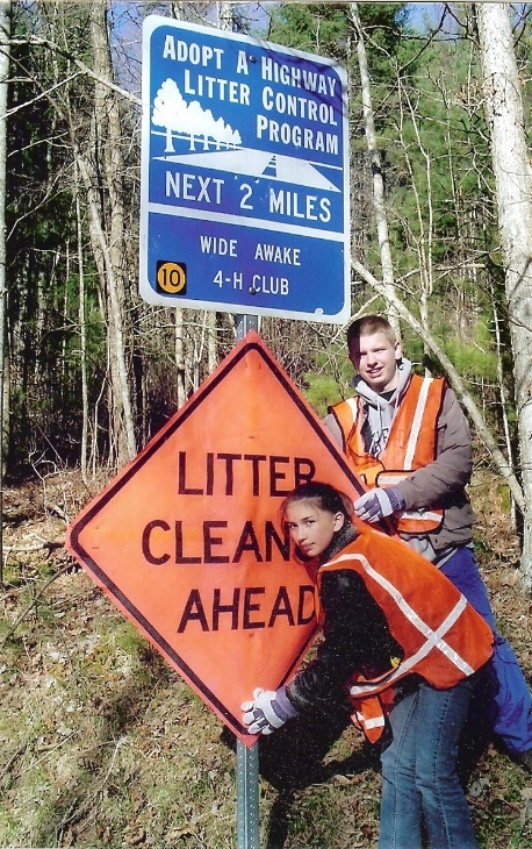 ADOPT A HIGHWAY
LITTER CONTROL
PROGRAM
NEXT 2 MILES
WIDE AWAKE
4-H CLUB
10
LITTER
CLEAN
AHEAD